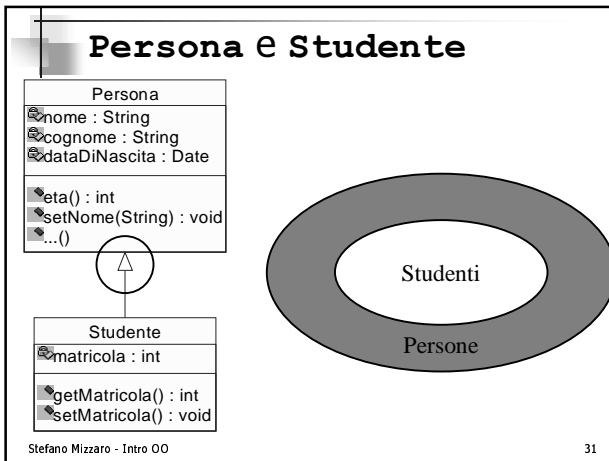 Persona e Studente
Persona
nome : String
cognome : String
dataDiNascita : Date
eta() : int
setNome(String) : void
...()
Studente
matricola : int
getMatricola() : int
setMatricola() : void
Studenti
Persone
Stefano Mizzaro - Intro OO
31